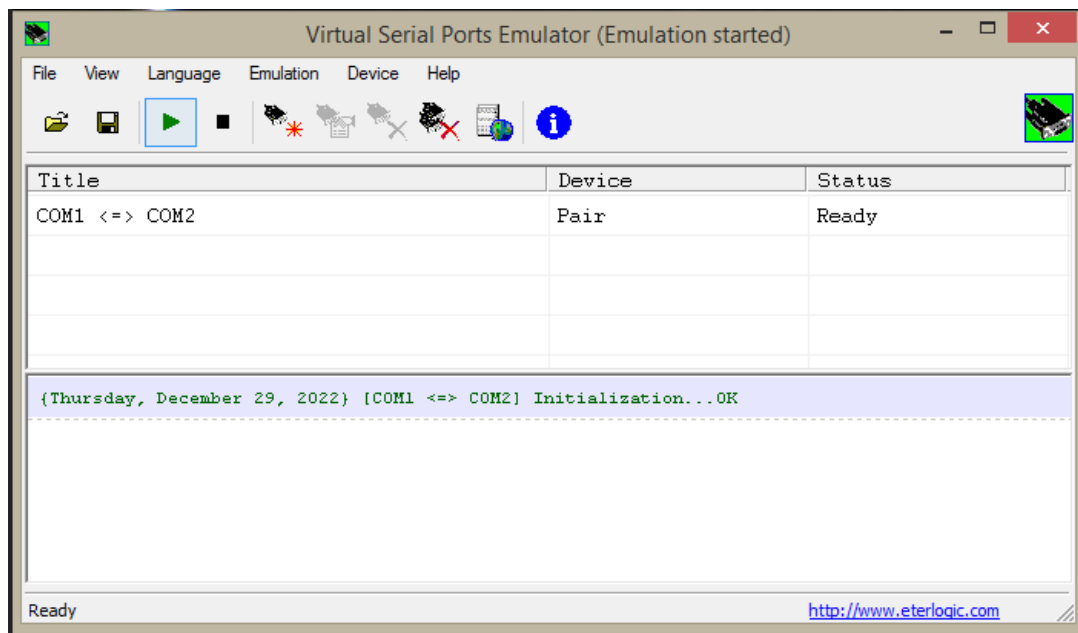 Virtual Serial Ports Emulator (Emulation started)
File View Language Emulation Device Help
Title Device Status
COM1 <=> COM2 Pair Ready
{Thursday, December 29, 2022} [COM1 <=> COM2] Initialization...OK
Ready http://www.eterlogic.com